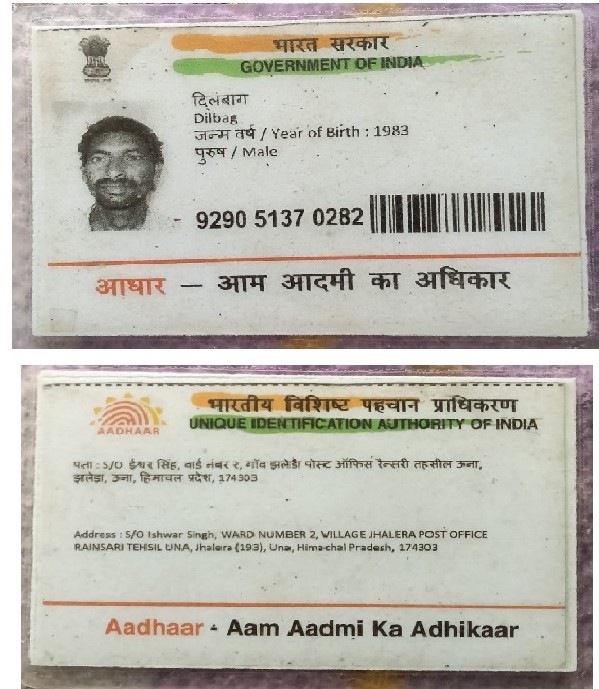 भारत सरकार
GOVERNMENT OF INDIA
दिलबाग
Dilbag
जन्म वर्ष / Year of Birth : 1983
पुरुष / Male
9290 5137 0282
आधार – आम आदमी का अधिकार
भारतीय विशिष्ट पहचान प्राधिकरण
AADHAAR
UNIQUE IDENTIFICATION AUTHORITY OF INDIA
पता : S/O ईश्वर सिंह, वार्ड नंबर २, गाँव झलेड़ा पोस्ट ऑफिस रैन्सरी तहसील ऊना,
झलेड़ा, ऊना, हिमाचल प्रदेश, 174303
Address : S/O Ishwar Singh, WARD NUMBER 2, WILLAGE JHALERA POST OFFICE
RAINSARI TEHSIL UNA, Jhalera (193), Una, Himachal Pradesh, 174303
Aadhaar - Aam Aadmi Ka Adhikaar